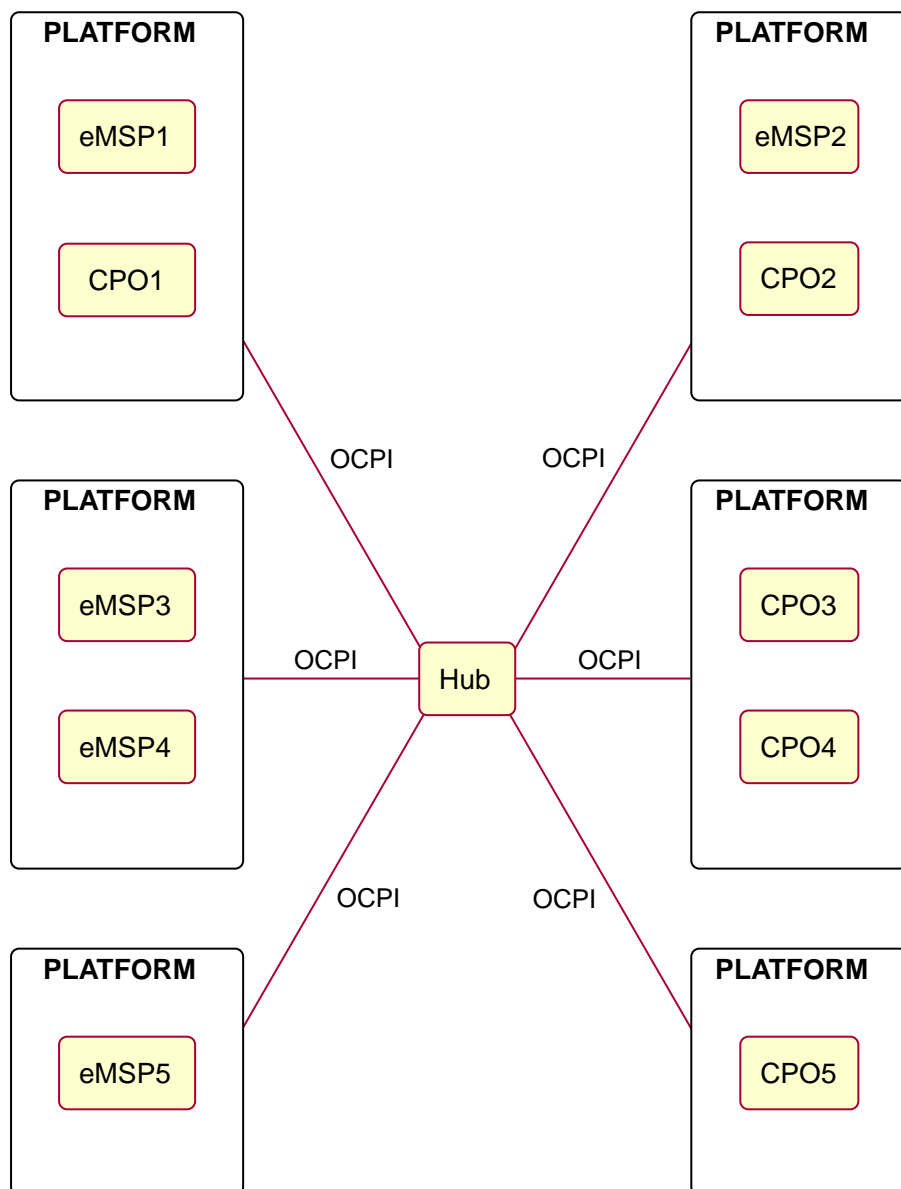 PLATFORM
eMSP1
CPO1
PLATFORM
eMSP2
CPO2
OCPI
OCPI
PLATFORM
eMSP3
eMSP4
OCPI
Hub
OCPI
PLATFORM
CPO3
CPO4
OCPI
OCPI
PLATFORM
eMSP5
PLATFORM
CPO5